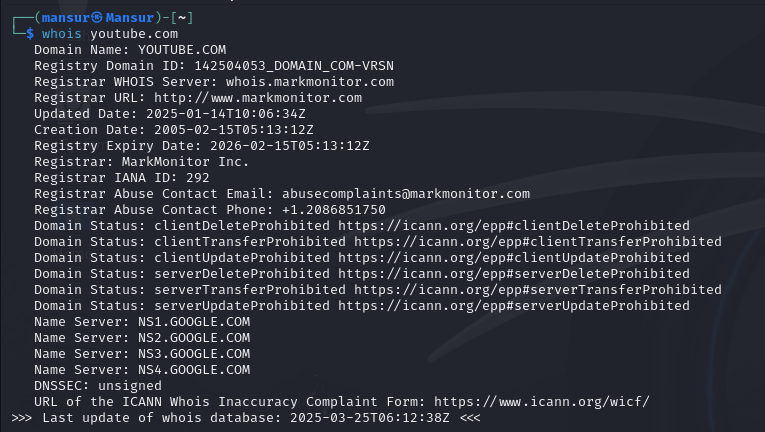 (mansur㉿Mansur)-[~]
$ whois youtube.com
Domain Name: YOUTUBE.COM
Registry Domain ID: 142504053_DOMAIN_COM-VRSN
Registrar WHOIS Server: whois.markmonitor.com
Registrar URL: http://www.markmonitor.com
Updated Date: 2025-01-14T10:06:34Z
Creation Date: 2005-02-15T05:13:12Z
Registry Expiry Date: 2026-02-15T05:13:12Z
Registrar: MarkMonitor Inc.
Registrar IANA ID: 292
Registrar Abuse Contact Email: abusecomplaints@markmonitor.com
Registrar Abuse Contact Phone: +1.2086851750
Domain Status: clientDeleteProhibited https://icann.org/epp#clientDeleteProhibited
Domain Status: clientTransferProhibited https://icann.org/epp#clientTransferProhibited
Domain Status: clientUpdateProhibited https://icann.org/epp#clientUpdateProhibited
Domain Status: serverDeleteProhibited https://icann.org/epp#serverDeleteProhibited
Domain Status: serverTransferProhibited https://icann.org/epp#serverTransferProhibited
Domain Status: serverUpdateProhibited https://icann.org/epp#serverUpdateProhibited
Name Server: NS1.GOOGLE.COM
Name Server: NS2.GOOGLE.COM
Name Server: NS3.GOOGLE.COM
Name Server: NS4.GOOGLE.COM
DNSSEC: unsigned
URL of the ICANN Whois Inaccuracy Complaint Form: https://www.icann.org/wicf/
>>> Last update of whois database: 2025-03-25T06:12:38Z <<<